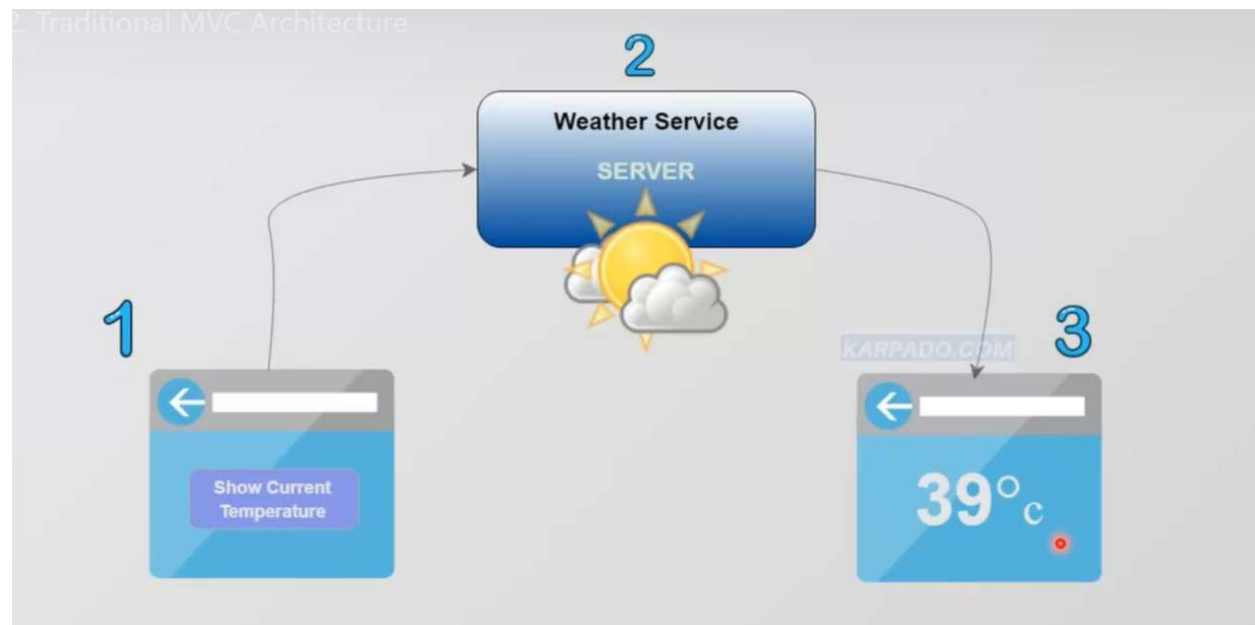 2. Traditional MVC Architecture
2
Weather Service
SERVER
1
3
KARPADO.COM
Show Current
Temperature
39°c